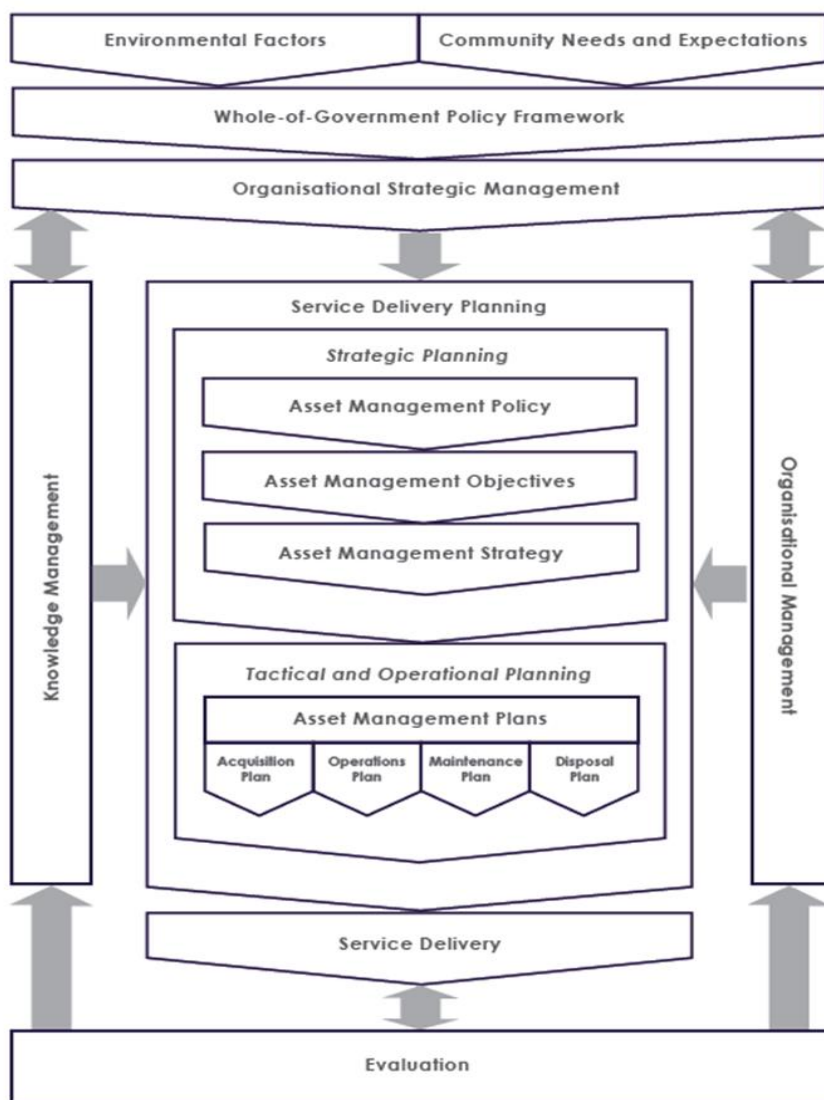 Environmental Factors
Community Needs and Expectations
Whole-of-Government Policy Framework
Organisational Strategic Management
Service Delivery Planning
Strategic Planning
Asset Management Policy
Asset Management Objectives
Asset Management Strategy
Knowledge Management
Organisational Management
Tactical and Operational Planning
Asset Management Plans
Acquisition
Plan
Operations
Plan
Maintenance
Plan
Disposal
Plan
Service Delivery
Evaluation